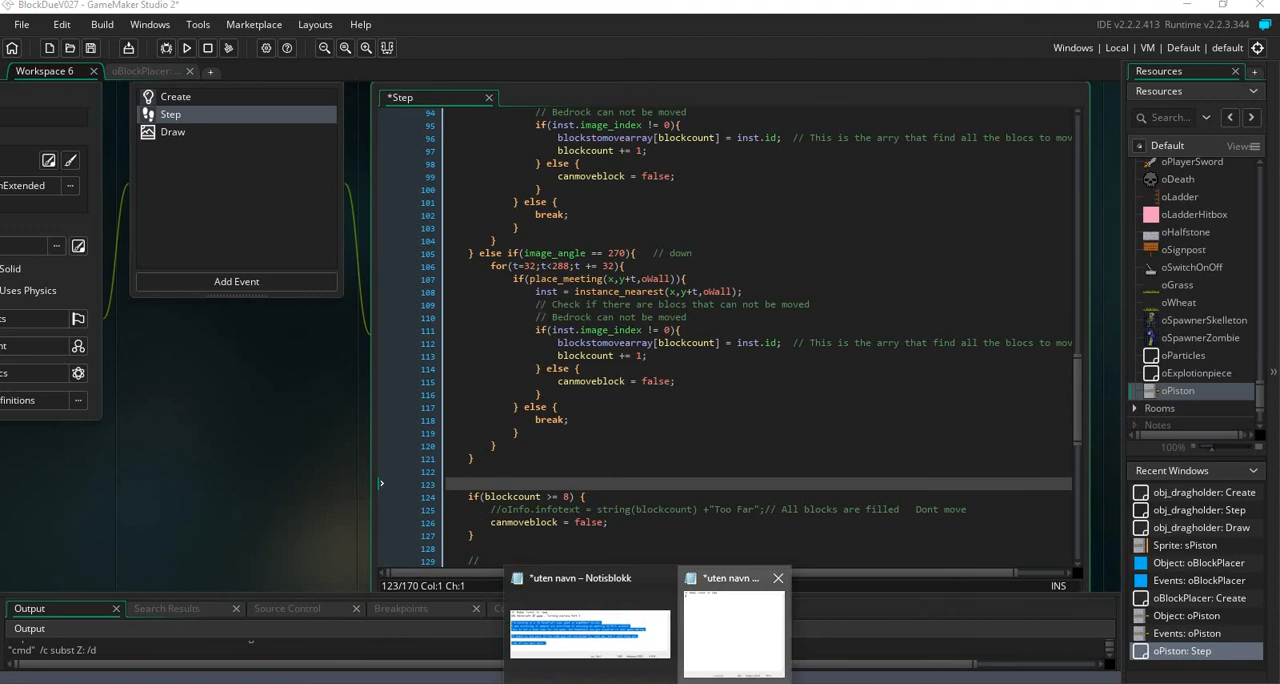 BlockDueV027 - GameMaker Studio 2*
File Edit Build Windows Tools Marketplace Layouts Help
IDE v2.2.2.413 Runtime v2.2.3.344
Windows | Local | VM | Default | default
Workspace 6
oBlockPlacer: ...
Create
Step
Draw
nExtended
Solid
Uses Physics
ts
nt
cs
finitions
Add Event
*Step
94 // Bedrock can not be moved
95 if(inst.image_index != 0){
96 blockstomovearray[blockcount] = inst.id; // This is the arry that find all the blocs to mov
97 blockcount += 1;
98 } else {
99 canmoveblock = false;
100 }
101 } else {
102 break;
103 }
104 }
105 } else if(image_angle == 270){ // down
106 for(t=32;t<288;t += 32){
107 if(place_meeting(x,y+t,oWall)){
108 inst = instance_nearest(x,y+t,oWall);
109 // Check if there are blocs that can not be moved
110 // Bedrock can not be moved
111 if(inst.image_index != 0){
112 blockstomovearray[blockcount] = inst.id; // This is the arry that find all the blocs to mov
113 blockcount += 1;
114 } else {
115 canmoveblock = false;
116 }
117 } else {
118 break;
119 }
120 }
121 }
122
123
124 if(blockcount >= 8) {
125 //oInfo.infotext = string(blockcount) +"Too Far";// All blocks are filled Dont move
126 canmoveblock = false;
127 }
128
129 //
123/170 Col:1 Ch:1
INS
Resources
Resources
Search...
Default
Views
oPlayerSword
oDeath
oLadder
oLadderHitbox
oHalfstone
oSignpost
oSwitchOnOff
oGrass
oWheat
oSpawnerSkeleton
oSpawnerZombie
oParticles
oExplotionpiece
oPiston
Rooms
Notes
100%
Recent Windows
obj_dragholder: Create
obj_dragholder: Step
obj_dragholder: Draw
Sprite: sPiston
Object: oBlockPlacer
Events: oBlockPlacer
oBlockPlacer: Create
Object: oPiston
Events: oPiston
oPiston: Step
Output
Search Results
Source Control
Breakpoints
Output
"cmd" /c subst Z: /d
*uten navn – Notisblokk
*uten navn ...